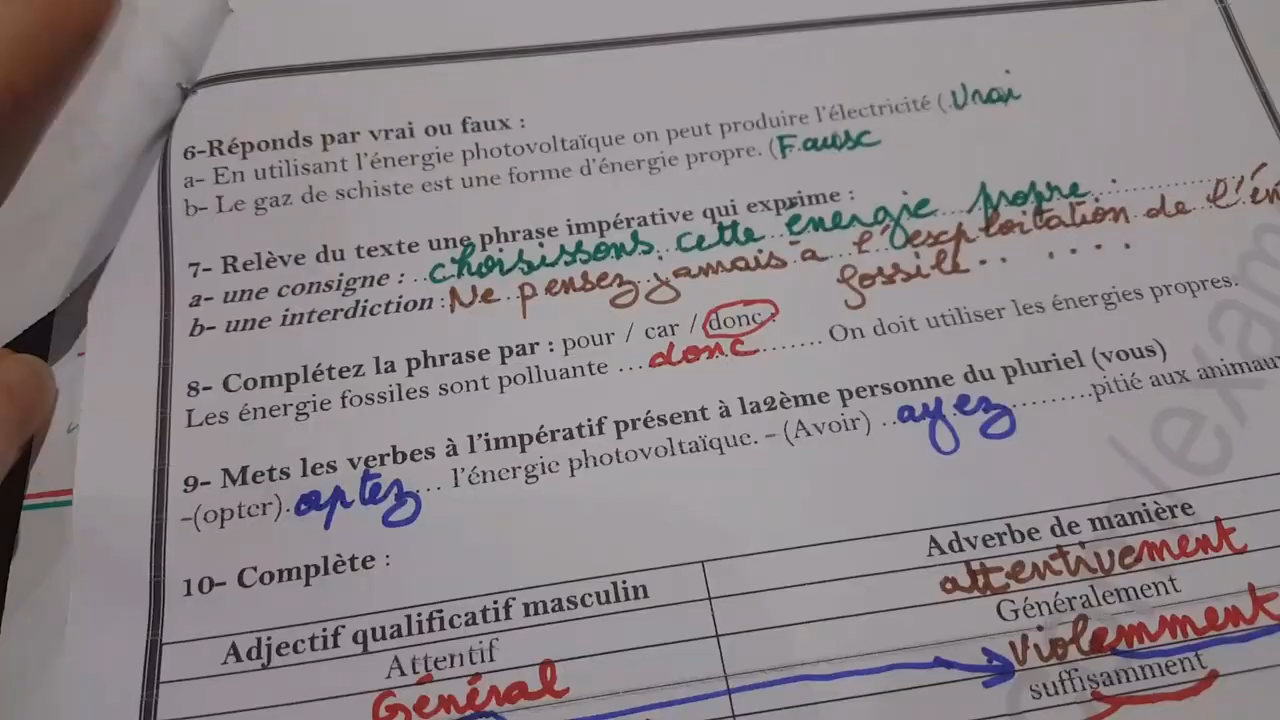 6-Réponds par vrai ou faux :
a- En utilisant l'énergie photovoltaïque on peut produire l'électricité (.Vrai
b- Le gaz de schiste est une forme d'énergie propre. (Fausc
7- Relève du texte une phrase impérative qui exprime :
a- une consigne : ..choisissons cette énergie propre.
b- une interdiction :Ne pensez jamais à l'exploitation de l'én
fossile.. ....
8- Complétez la phrase par : pour / car / donc.
Les énergie fossiles sont polluante ...donc........ On doit utiliser les énergies propres.
9- Mets les verbes à l'impératif présent à la2ème personne du pluriel (vous)
-(opter).optez... l'énergie photovoltaïque. – (Avoir) ..ayez..........pitié aux animau
10- Complète :
Adjectif qualificatif masculin Adverbe de manière
Attentif attentivement
Général Généralement
violemment
suffisamment
lexam